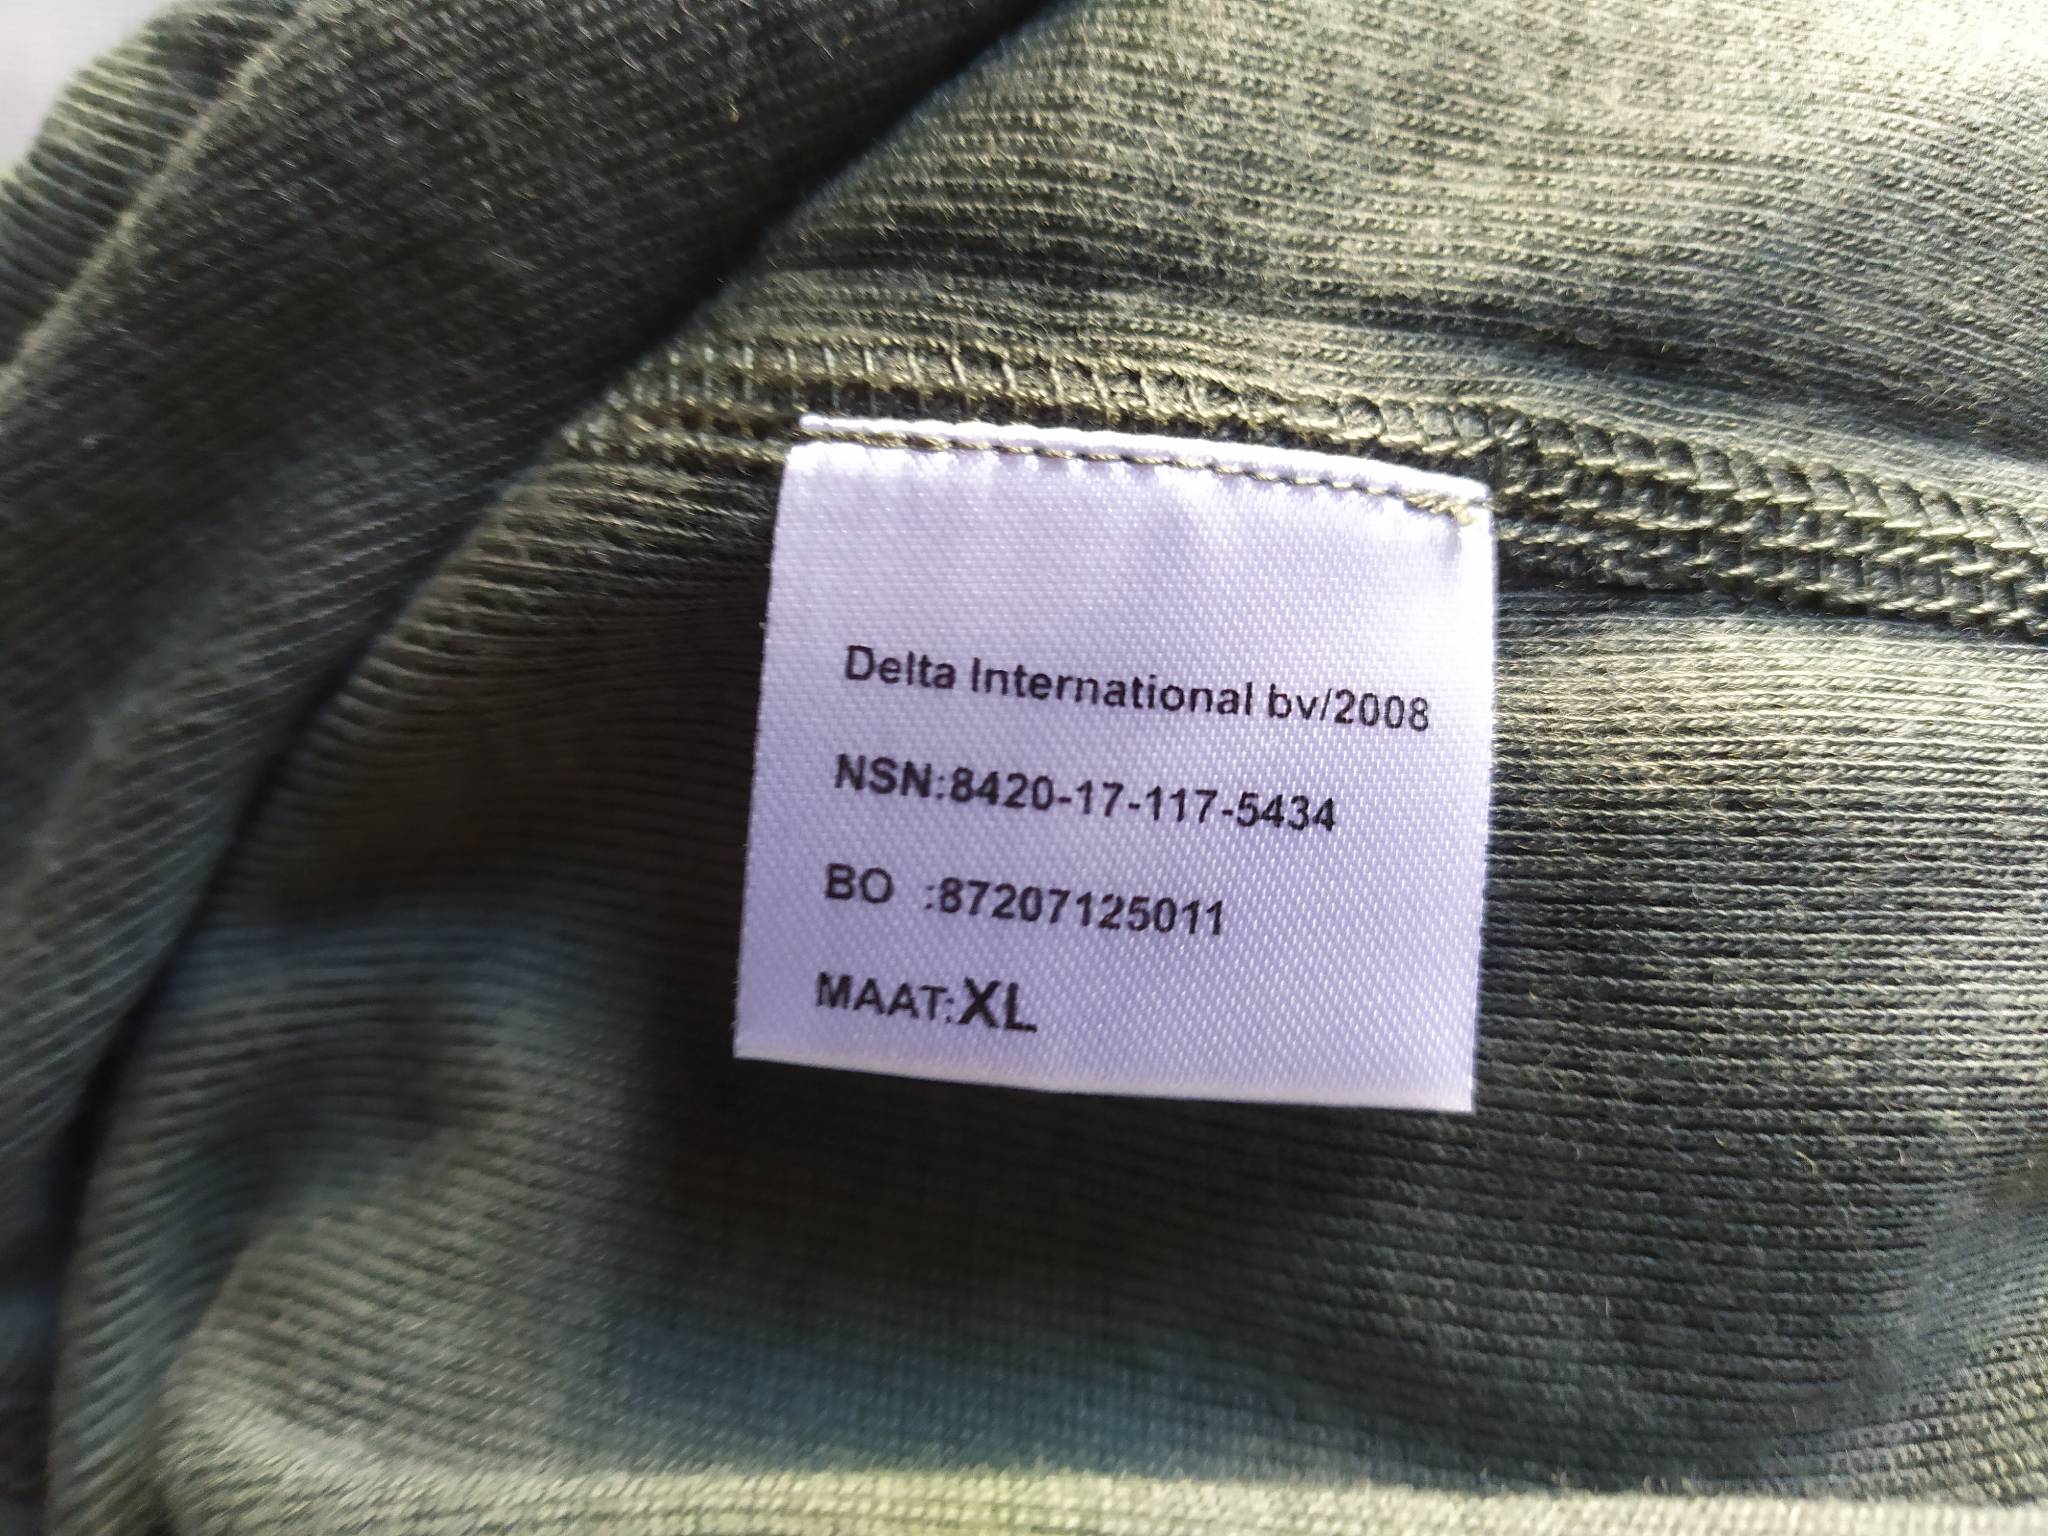 Delta International bv/2008
NSN:8420-17-117-5434
BO :87207125011
MAAT:XL